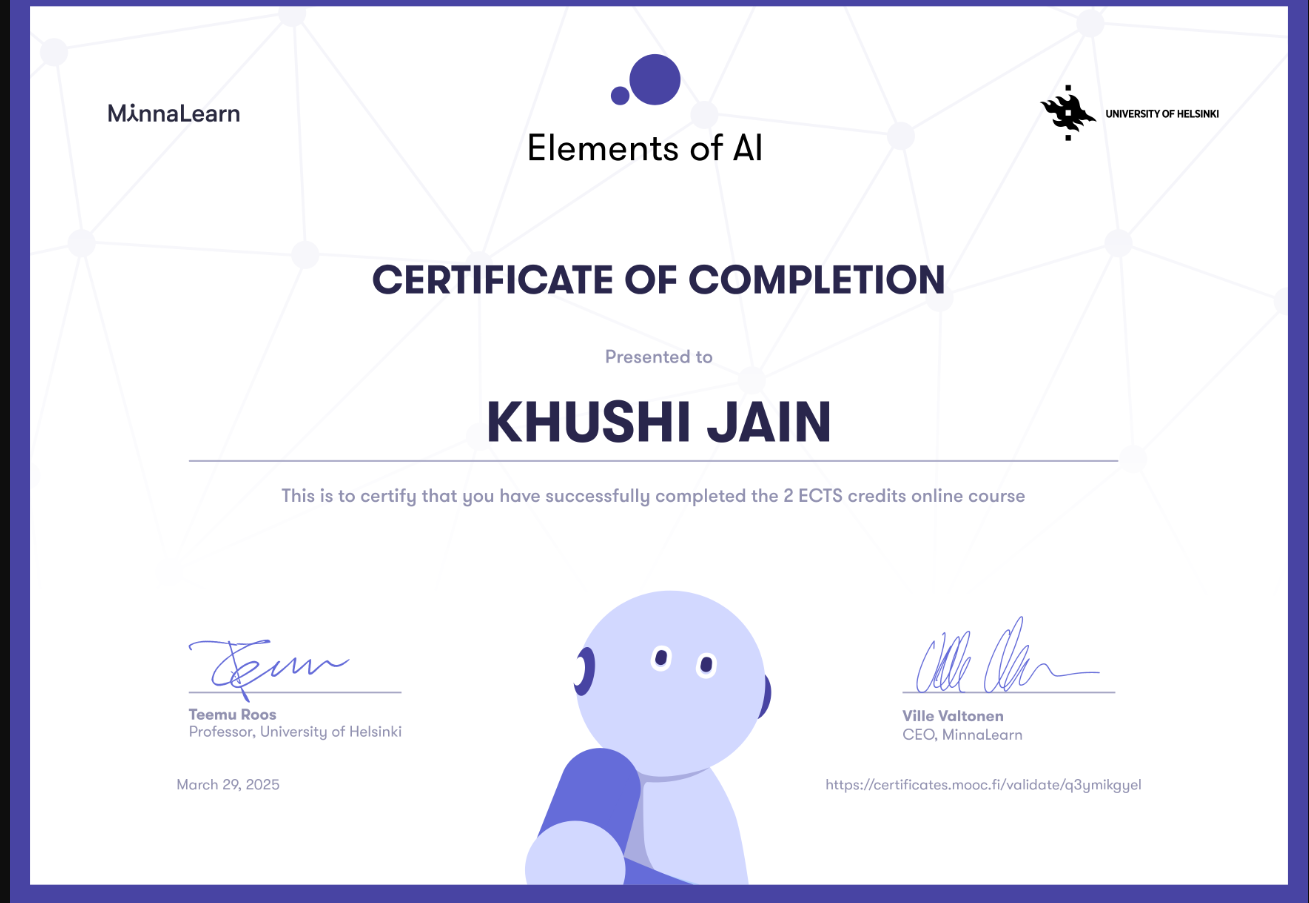 MinnaLearn
Elements of AI
UNIVERSITY OF HELSINKI
CERTIFICATE OF COMPLETION
Presented to
KHUSHI JAIN
This is to certify that you have successfully completed the 2 ECTS credits online course
Teemu Roos
Professor, University of Helsinki
Ville Valtonen
CEO, MinnaLearn
March 29, 2025
https://certificates.mooc.fi/validate/q3ymikgyel